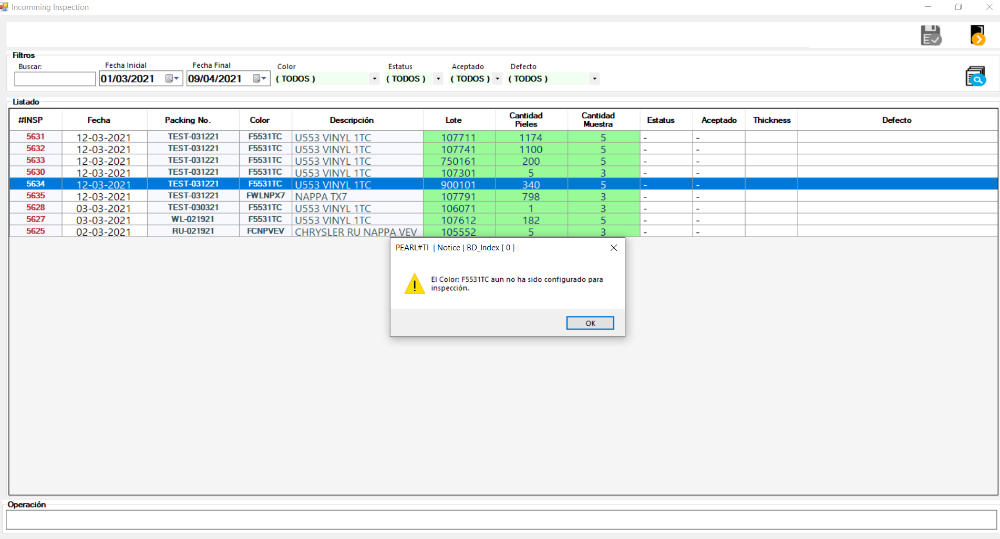 Incomming Inspection
Filtros
Buscar:
Fecha Inicial
Fecha Final
Color
Estatus
Aceptado
Defecto
01/03/2021
09/04/2021
( TODOS )
( TODOS )
( TODOS )
( TODOS )
Listado
#INSP Fecha Packing No. Color Descripción Lote Cantidad Pieles Cantidad Muestra Estatus Aceptado Thickness Defecto
5631 12-03-2021 TEST-031221 F5531TC U553 VINYL 1TC 107711 1174 5 - -
5632 12-03-2021 TEST-031221 F5531TC U553 VINYL 1TC 107741 1100 5 - -
5633 12-03-2021 TEST-031221 F5531TC U553 VINYL 1TC 750161 200 5 - -
5630 12-03-2021 TEST-031221 F5531TC U553 VINYL 1TC 107301 5 3 - -
5634 12-03-2021 TEST-031221 F5531TC U553 VINYL 1TC 900101 340 5 - -
5635 12-03-2021 TEST-031221 FWLNPX7 NAPPA TX7 107791 798 3 - -
5628 03-03-2021 TEST-030321 F5531TC U553 VINYL 1TC 106071 1 3 - -
5627 03-03-2021 WL-021921 F5531TC U553 VINYL 1TC 107612 182 5 - -
5625 02-03-2021 RU-021921 FCNPVEV CHRYSLER RU NAPPA VEV 105552 5 3 - -
PEARL#TI | Notice | BD_Index [ 0 ]
El Color: F5531TC aun no ha sido configurado para
inspección.
OK
Operación